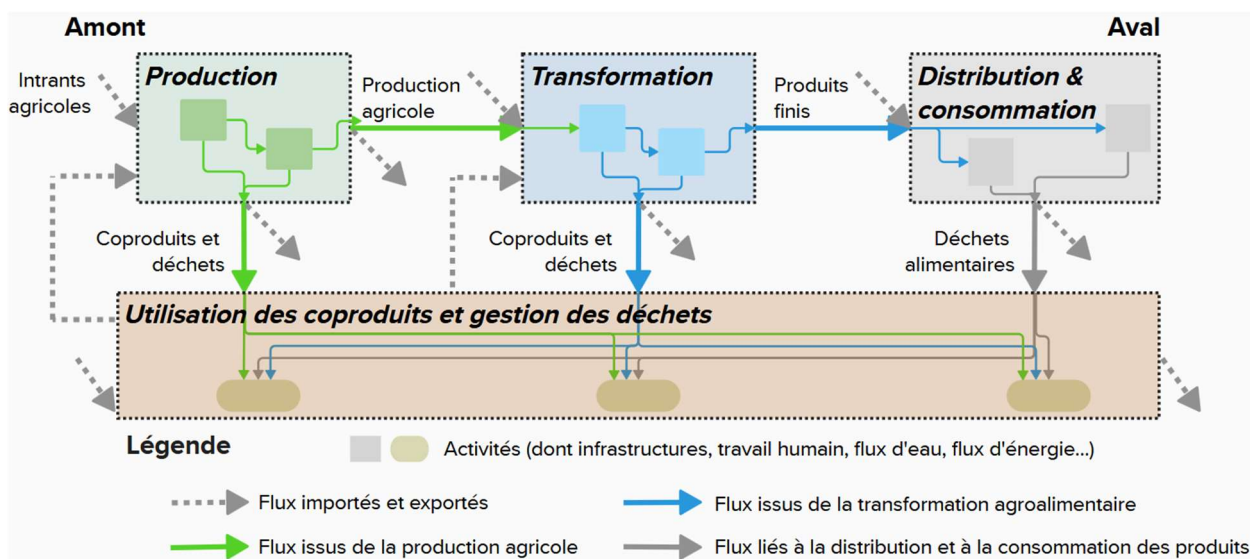 Amont
Aval
Intrants
agricoles
Production
Production
agricole
Transformation
Produits
finis
Distribution &
consommation
Coproduits et
déchets
Coproduits et
déchets
Déchets
alimentaires
Utilisation des coproduits et gestion des déchets
Légende
Activités (dont infrastructures, travail humain, flux d'eau, flux d'énergie...)
Flux importés et exportés
Flux issus de la transformation agroalimentaire
Flux issus de la production agricole
Flux liés à la distribution et à la consommation des produits